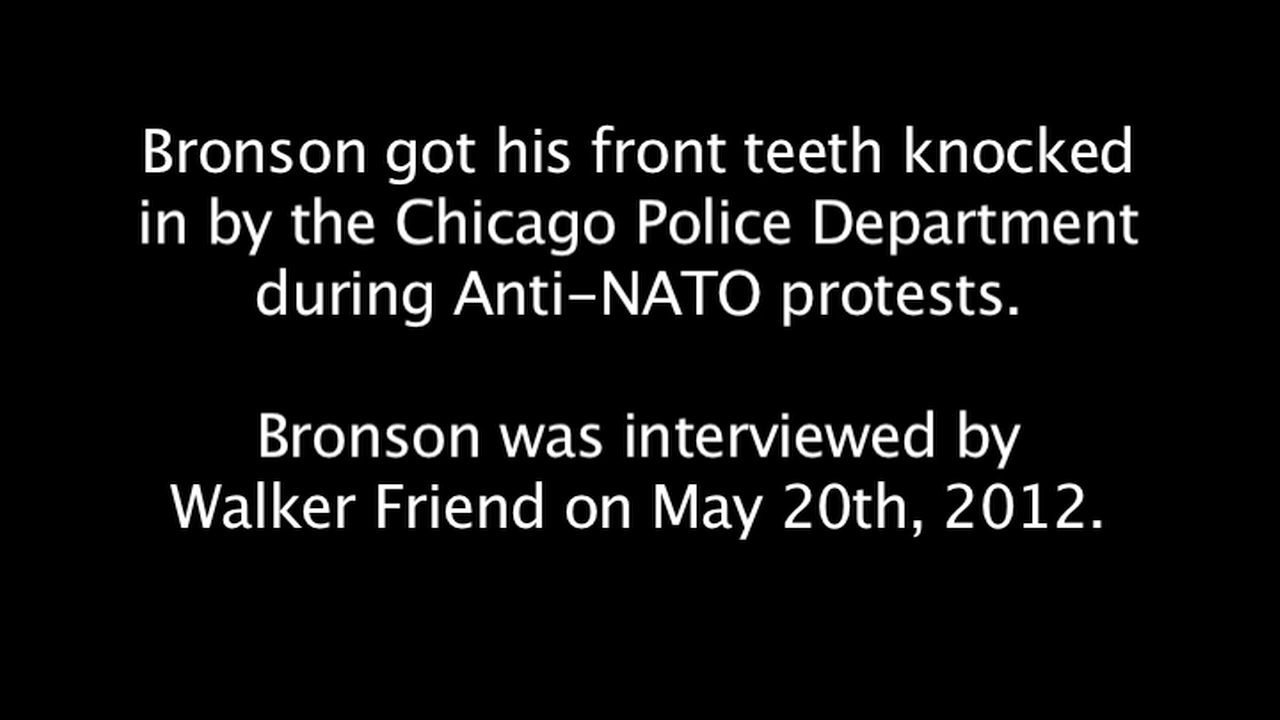 Bronson got his front teeth knocked
in by the Chicago Police Department
during Anti-NATO protests.
Bronson was interviewed by
Walker Friend on May 20th, 2012.